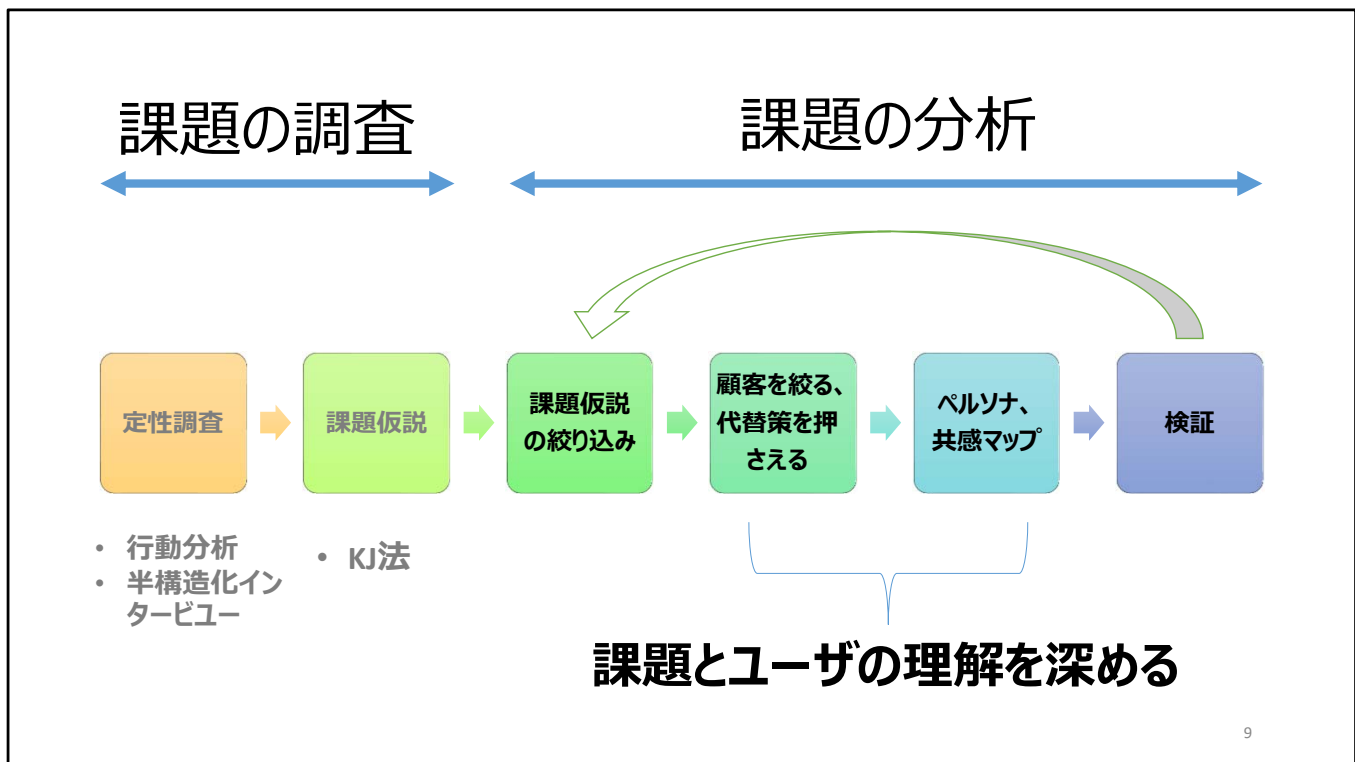 課題の調査
課題の分析
定性調査
課題仮説
課題仮説
の絞り込み
顧客を絞る、
代替策を押
さえる
ペルソナ、
共感マップ
検証
• 行動分析
• 半構造化イン
タービユー
• KJ法
課題とユーザの理解を深める
9